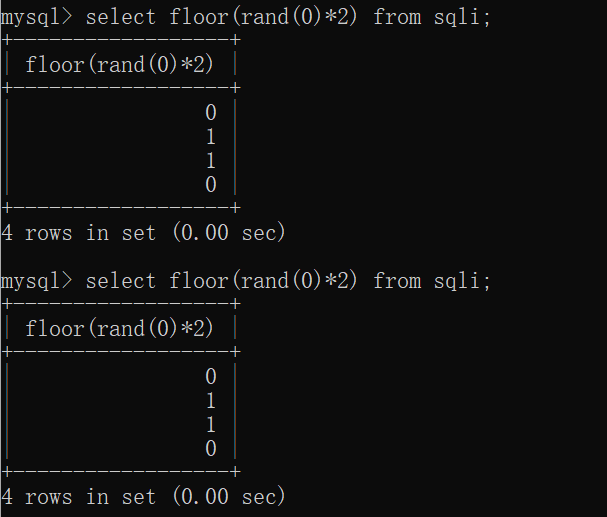 mysql> select floor(rand(0)*2) from sqli;
+------------------+
| floor(rand(0)*2) |
+------------------+
| 0 |
| 1 |
| 1 |
| 0 |
+------------------+
4 rows in set (0.00 sec)
mysql> select floor(rand(0)*2) from sqli;
+------------------+
| floor(rand(0)*2) |
+------------------+
| 0 |
| 1 |
| 1 |
| 0 |
+------------------+
4 rows in set (0.00 sec)